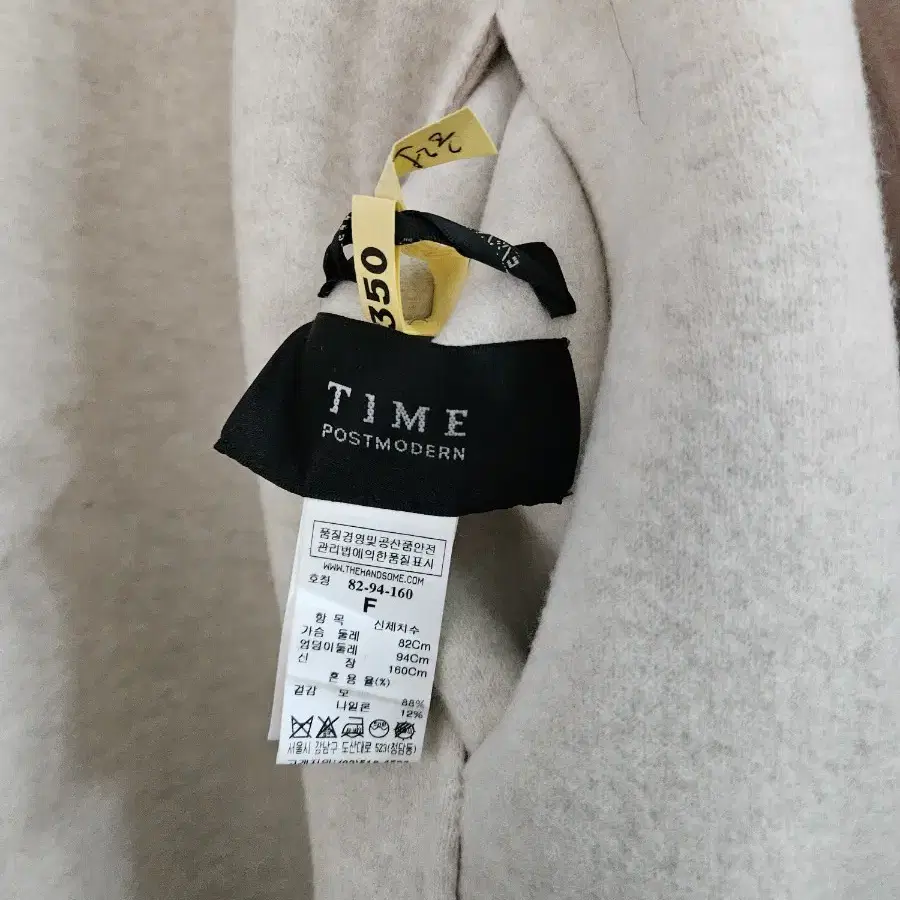 350
TIME
POSTMODERN
품질경영및공산품안전
관리법에의한품질표시
WWW.THEHANDSOME.COM
호칭 82-94-160
F
항 목 신체치수
가슴 둘레 82Cm
엉덩이둘레 94Cm
신 장 160Cm
혼 용 율(%)
겉감 모 88%
나일론 12%
서울시 강남구 도산대로 523(청담동)